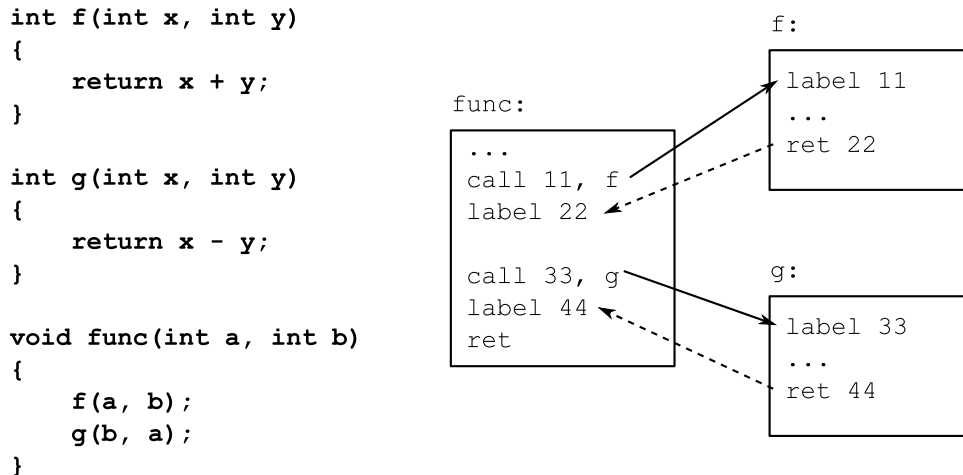 int f(int x, int y)
{
    return x + y;
}
int g(int x, int y)
{
    return x - y;
}
void func(int a, int b)
{
    f(a, b);
    g(b, a);
}
func:
...
call 11, f
label 22
call 33, g
label 44
ret
f:
label 11
...
ret 22
g:
label 33
...
ret 44